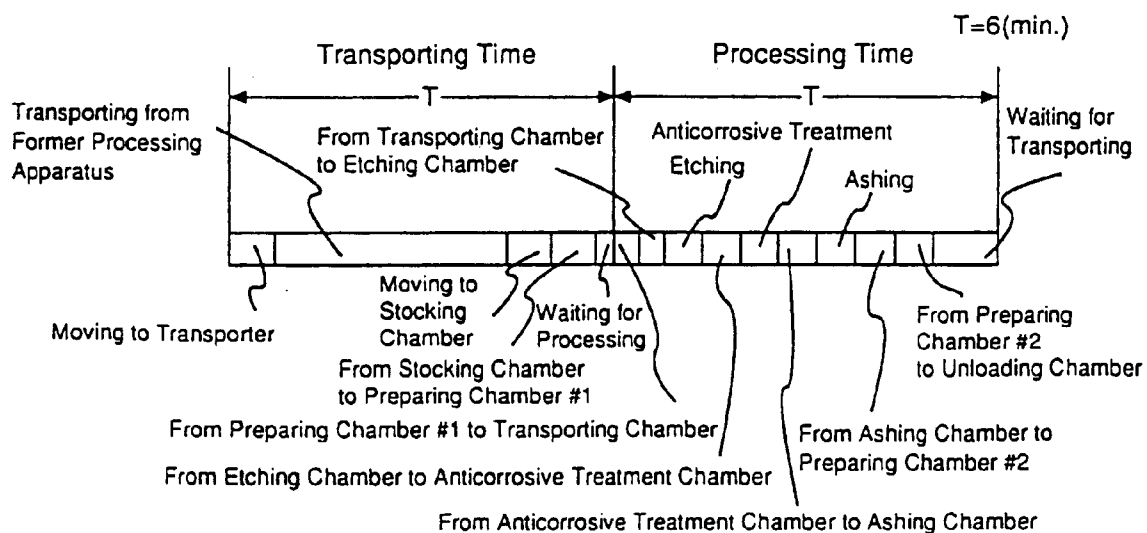 T=6(min.)
Transporting Time
Processing Time
T
T
Transporting from
Former Processing
Apparatus
From Transporting Chamber
to Etching Chamber
Anticorrosive Treatment
Etching
Ashing
Waiting for
Transporting
Moving to Transporter
Moving to
Stocking
Chamber
Waiting for
Processing
From Stocking Chamber
to Preparing Chamber #1
From Preparing Chamber #1 to Transporting Chamber
From Etching Chamber to Anticorrosive Treatment Chamber
From Anticorrosive Treatment Chamber to Ashing Chamber
From Ashing Chamber to
Preparing Chamber #2
From Preparing
Chamber #2
to Unloading Chamber